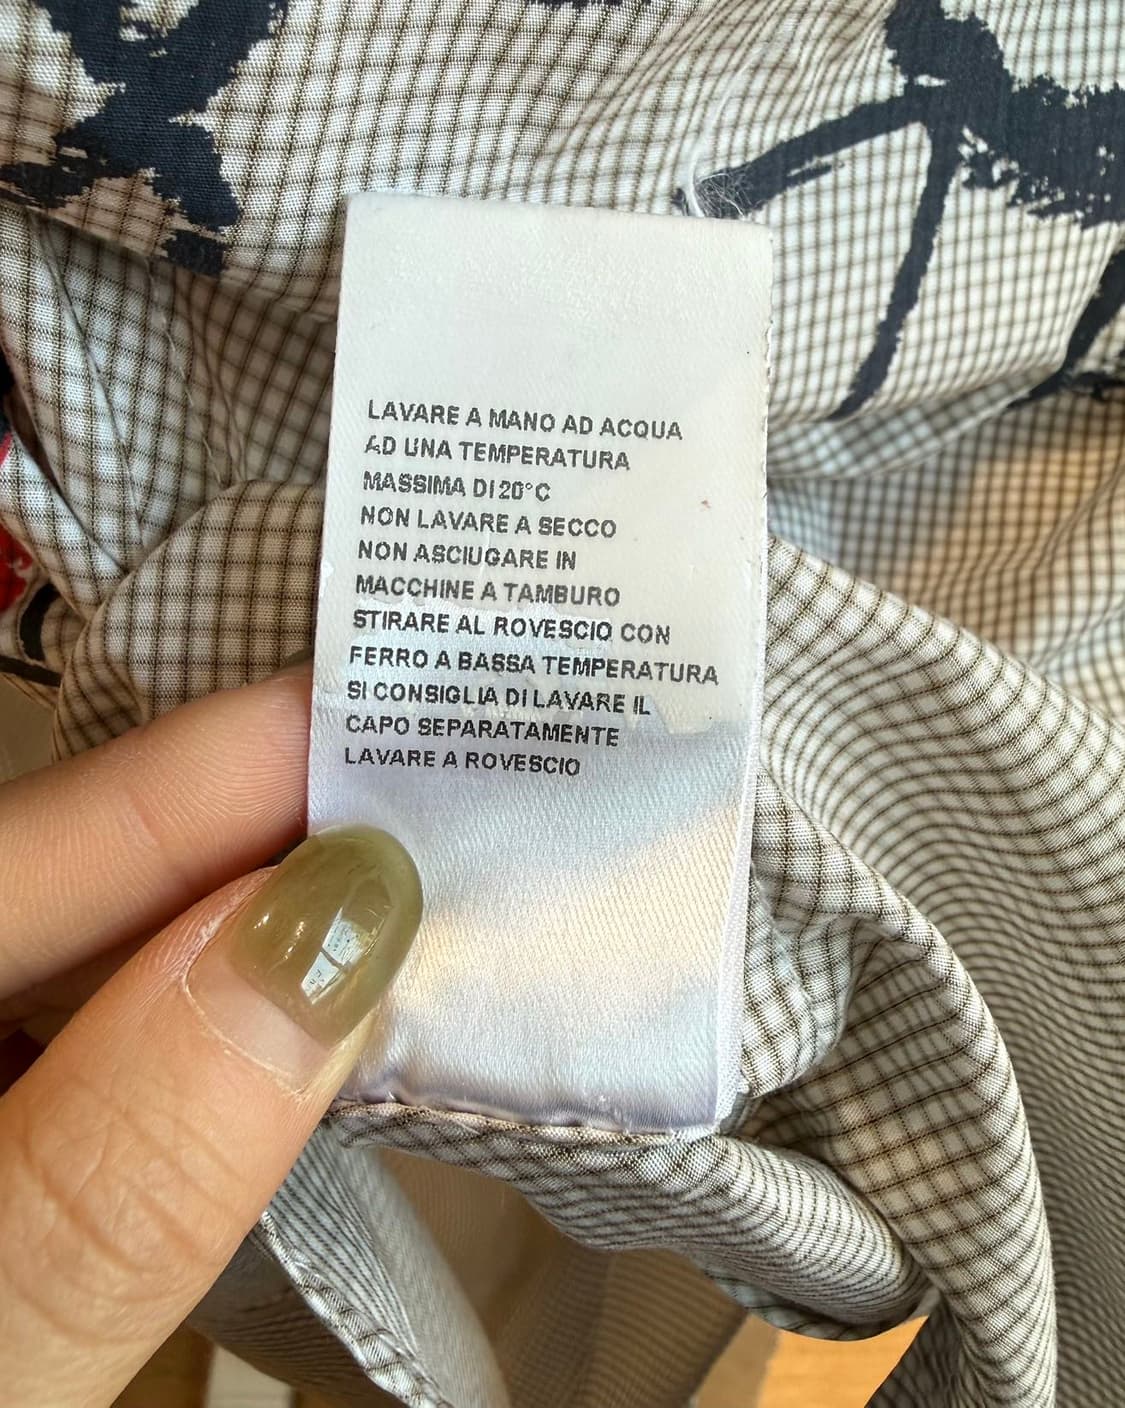 LAVARE A MANO AD ACQUA
AD UNA TEMPERATURA
MASSIMA DI 20°C
NON LAVARE A SECCO
NON ASCIUGARE IN
MACCHINE A TAMBURO
STIRARE AL ROVESCIO CON
FERRO A BASSA TEMPERATURA
SI CONSIGLIA DI LAVARE IL
CAPO SEPARATAMENTE
LAVARE A ROVESCIO